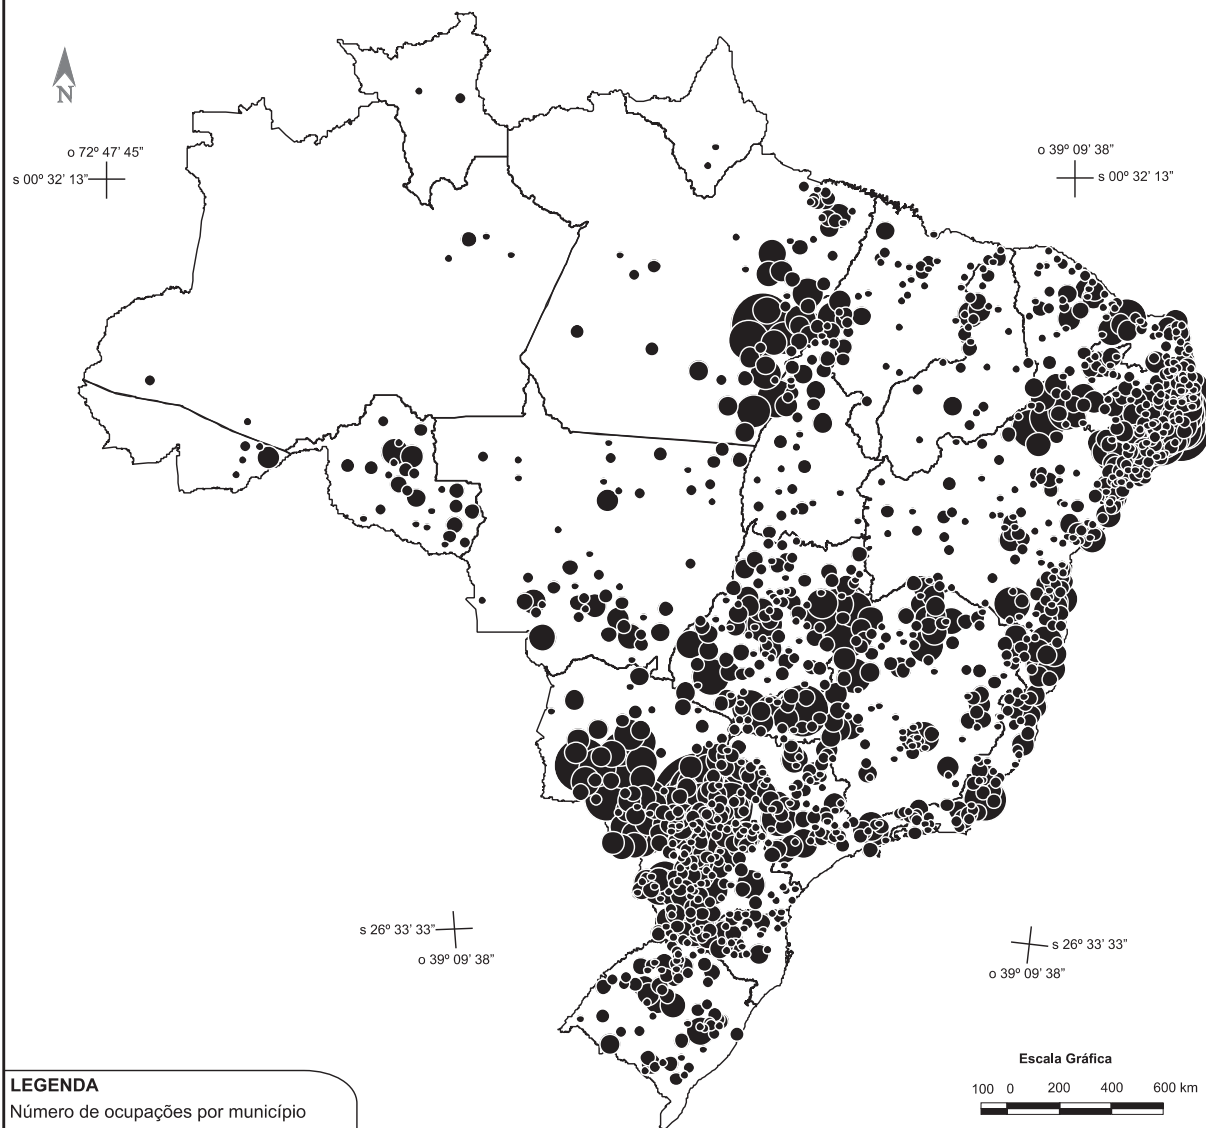 N
o 72º 47' 45”
s 00º 32' 13”
o 39º 09' 38”
s 00º 32' 13”
s 26º 33' 33”
o 39º 09' 38”
s 26º 33' 33”
o 39º 09' 38”
Escala Gráfica
100 0 200 400 600 km
LEGENDA
Número de ocupações por município